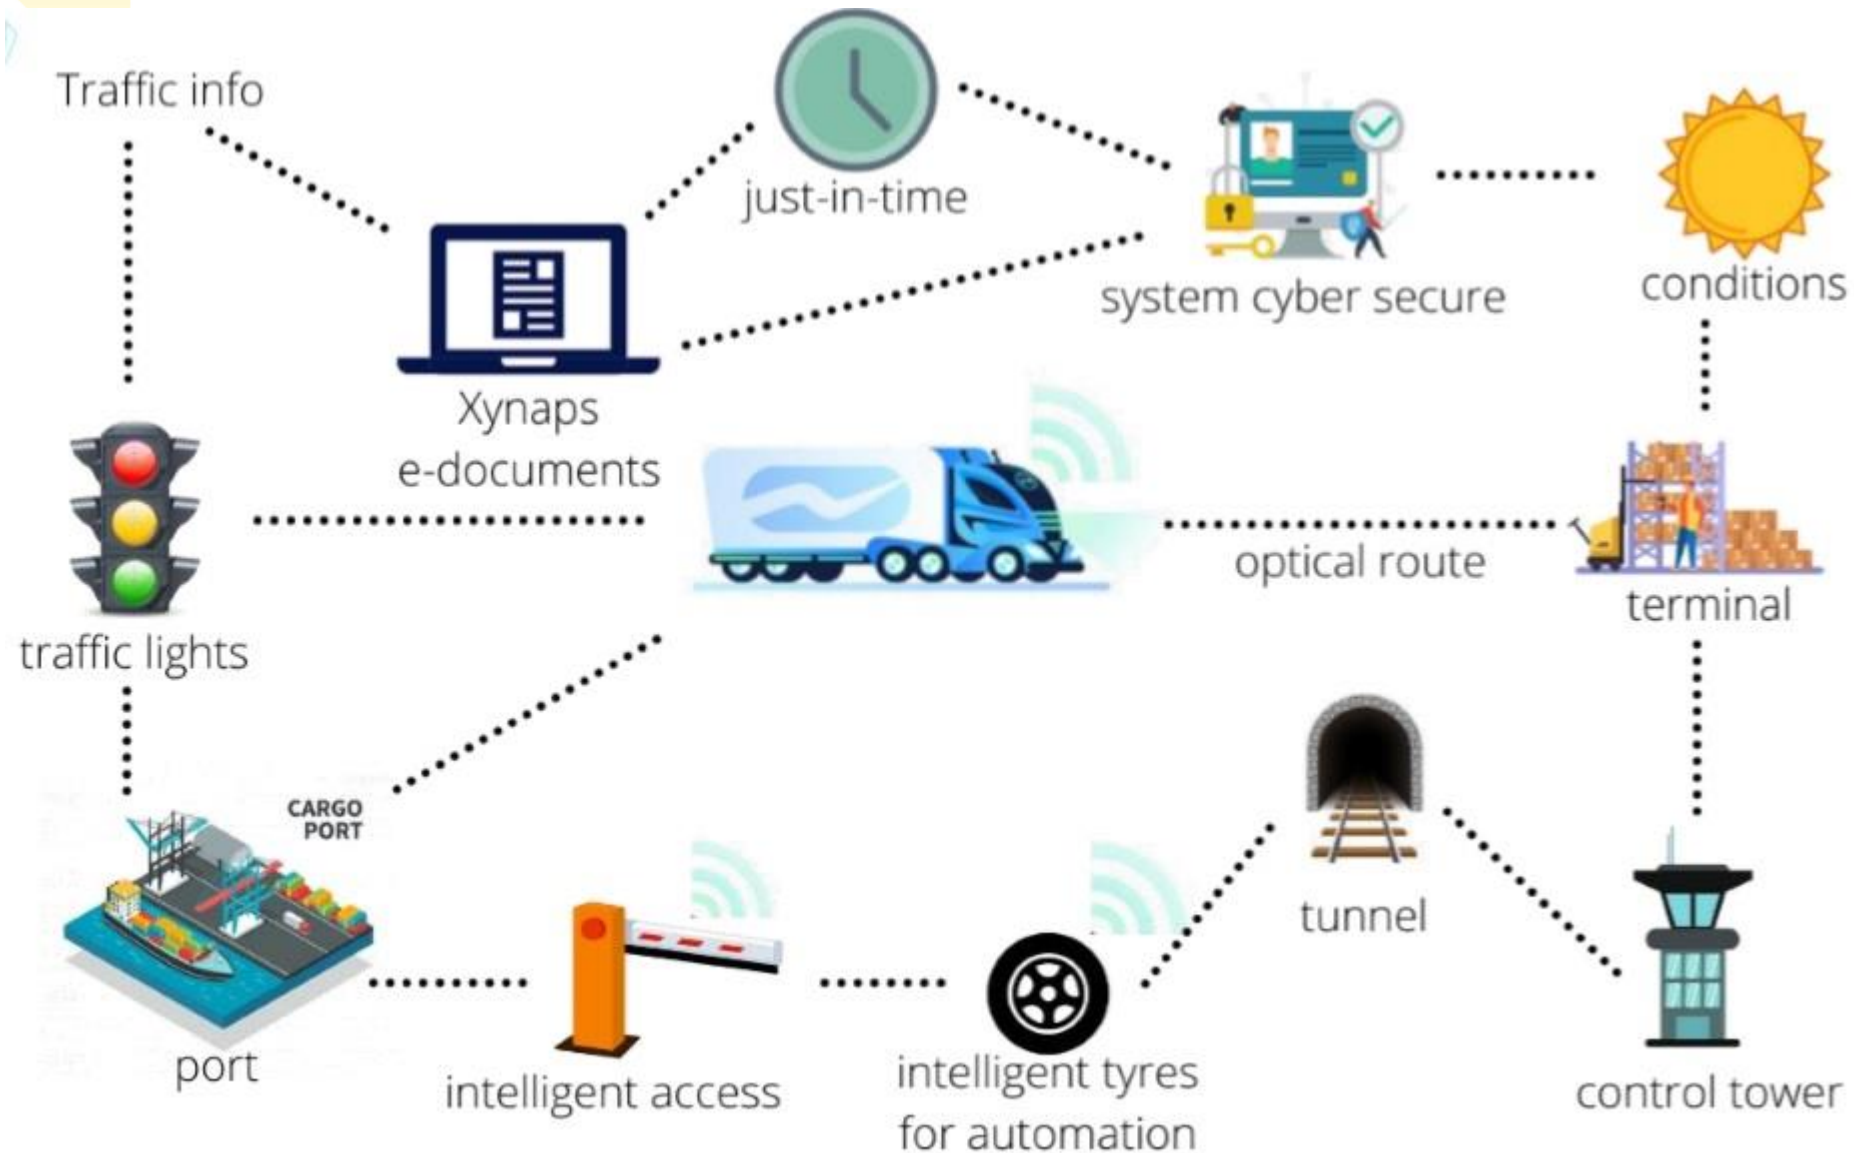 Traffic info
just-in-time
system cyber secure
conditions
Xynaps
e-documents
optical route
terminal
traffic lights
CARGO
PORT
tunnel
port
intelligent access
intelligent tyres
for automation
control tower